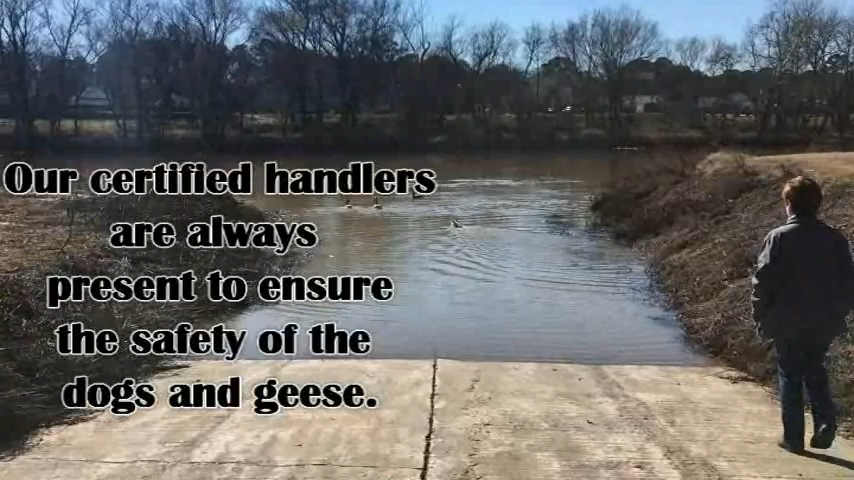 Our certified handlers
are always
present to ensure
the safety of the
dogs and geese.